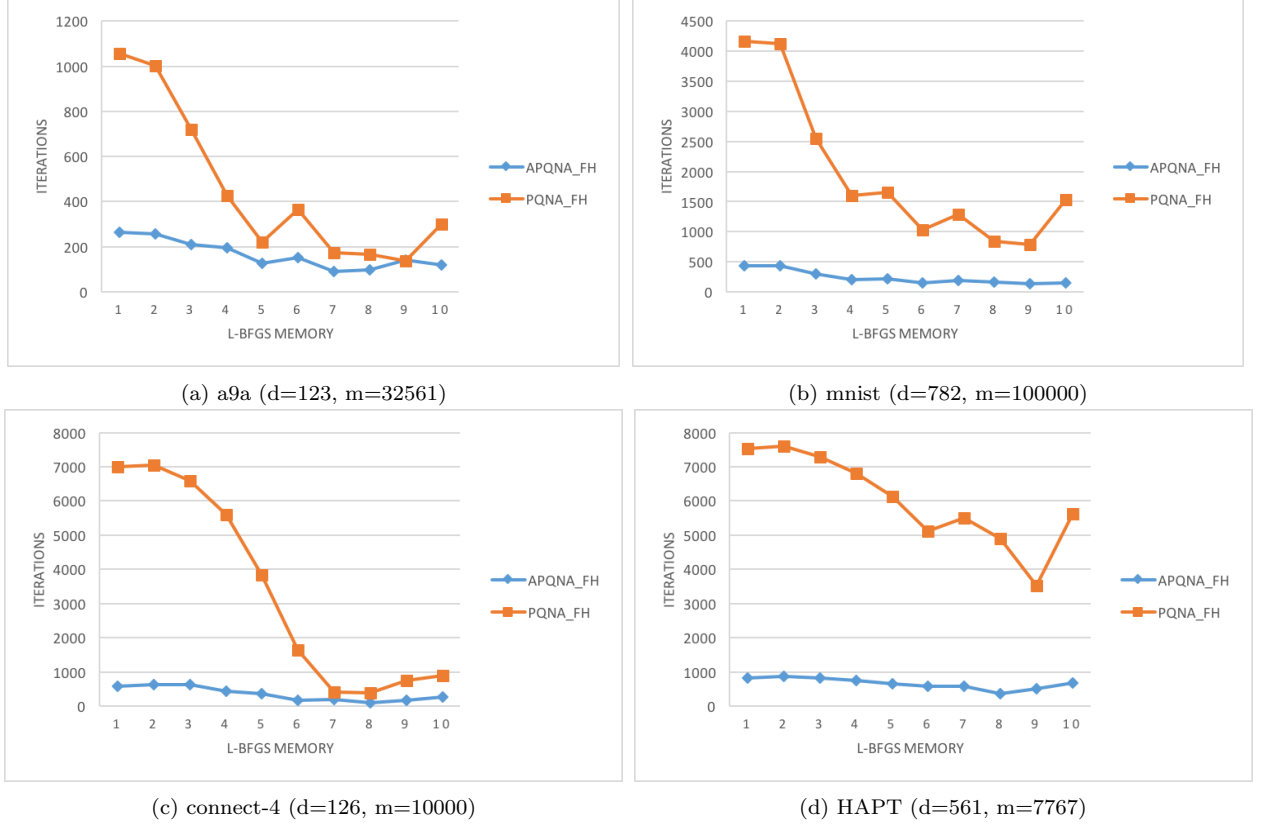 1200
1000
800
600
400
200
0
ITERATIONS
1 2 3 4 5 6 7 8 9 10
L-BFGS MEMORY
APQNA_FH
PQNA_FH
(a) a9a (d=123, m=32561)
4500
4000
3500
3000
2500
2000
1500
1000
500
0
ITERATIONS
1 2 3 4 5 6 7 8 9 10
L-BFGS MEMORY
APQNA_FH
PQNA_FH
(b) mnist (d=782, m=100000)
8000
7000
6000
5000
4000
3000
2000
1000
0
ITERATIONS
1 2 3 4 5 6 7 8 9 10
L-BFGS MEMORY
APQNA_FH
PQNA_FH
(c) connect-4 (d=126, m=10000)
8000
7000
6000
5000
4000
3000
2000
1000
0
ITERATIONS
1 2 3 4 5 6 7 8 9 10
L-BFGS MEMORY
APQNA_FH
PQNA_FH
(d) HAPT (d=561, m=7767)